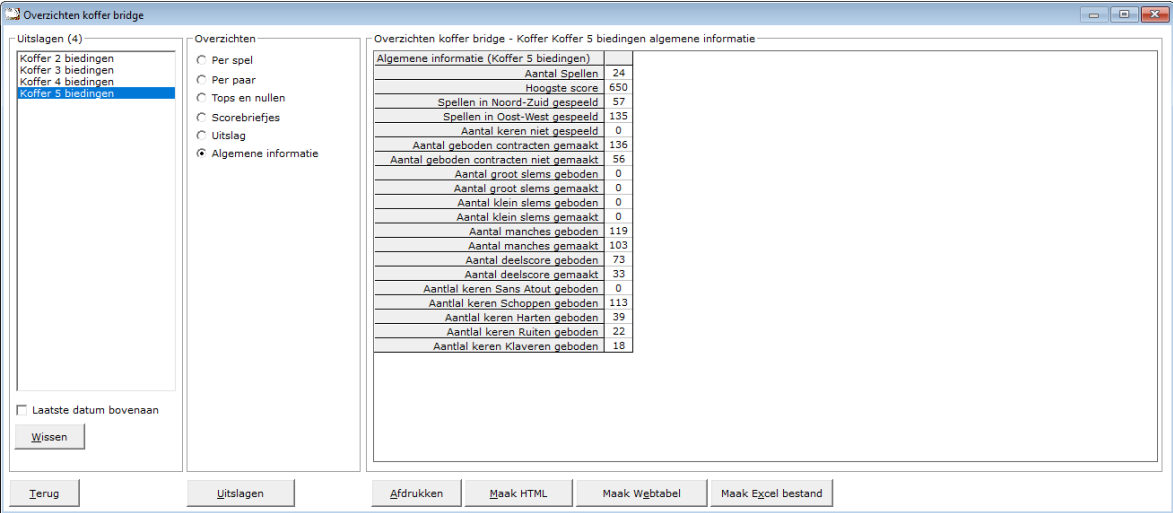 Overzichten koffer bridge
Uitslagen (4)
Koffer 2 biedingen
Koffer 3 biedingen
Koffer 4 biedingen
Koffer 5 biedingen
Laatste datum bovenaan
Wissen
Overzichten
Per spel
Per paar
Tops en nullen
Scorebriefjes
Uitslag
Algemene informatie
Overzichten koffer bridge - Koffer Koffer 5 biedingen algemene informatie
Algemene informatie (Koffer 5 biedingen)
Aantal Spellen 24
Hoogste score 650
Spellen in Noord-Zuid gespeeld 57
Spellen in Oost-West gespeeld 135
Aantal keren niet gespeeld 0
Aantal geboden contracten gemaakt 136
Aantal geboden contracten niet gemaakt 56
Aantal groot slems geboden 0
Aantal groot slems gemaakt 0
Aantal klein slems geboden 0
Aantal klein slems gemaakt 0
Aantal manches geboden 119
Aantal manches gemaakt 103
Aantal deelscore geboden 73
Aantal deelscore gemaakt 33
Aantlal keren Sans Atout geboden 0
Aantlal keren Schoppen geboden 113
Aantlal keren Harten geboden 39
Aantlal keren Ruiten geboden 22
Aantlal keren Klaveren geboden 18
Terug
Uitslagen
Afdrukken
Maak HTML
Maak Webtabel
Maak Excel bestand